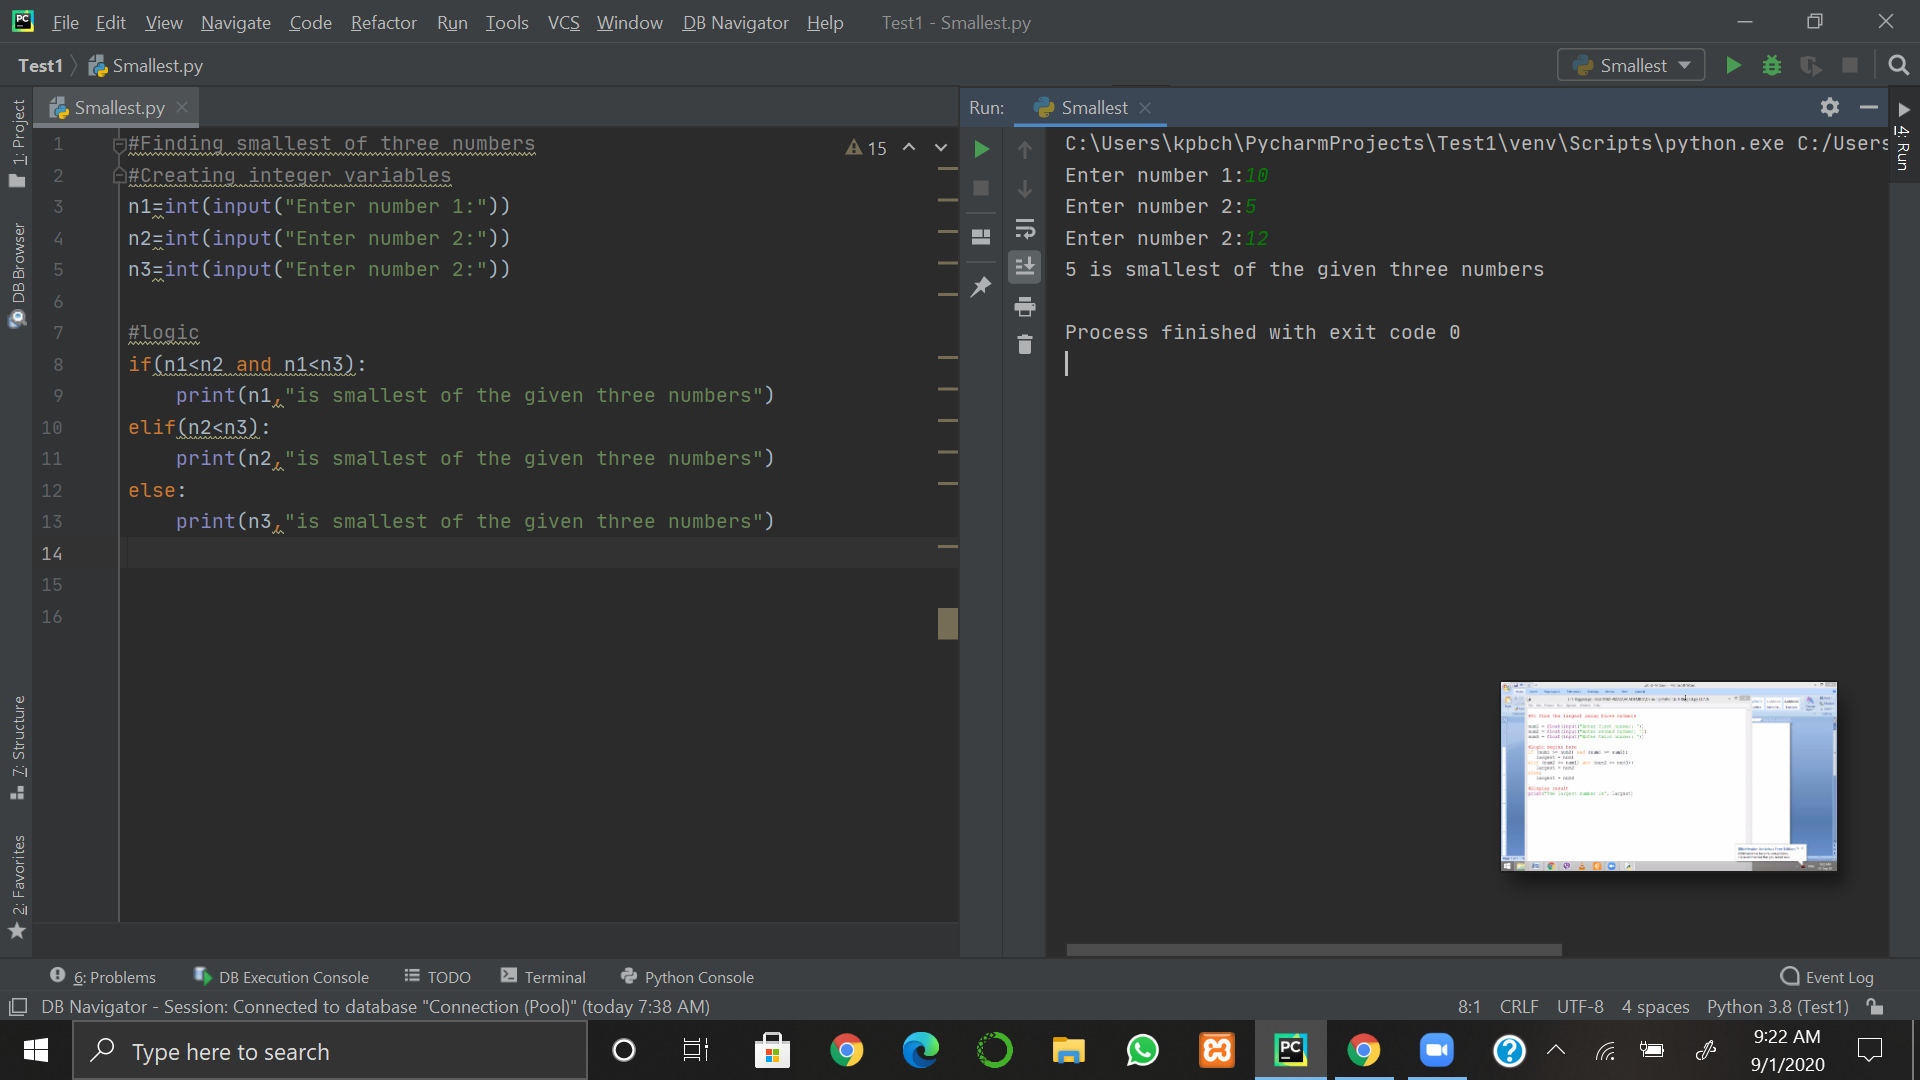 File Edit View Navigate Code Refactor Run Tools VCS Window DB Navigator Help Test1 - Smallest.py
Test1 Smallest.py
Smallest
Smallest.py
Run: Smallest
1: Project
DB Browser
7: Structure
2: Favorites
4: Run
15
1 #Finding smallest of three numbers
2 #Creating integer variables
3 n1=int(input("Enter number 1:"))
4 n2=int(input("Enter number 2:"))
5 n3=int(input("Enter number 2:"))
6
7 #logic
8 if(n1<n2 and n1<n3):
9 print(n1,"is smallest of the given three numbers")
10 elif(n2<n3):
11 print(n2,"is smallest of the given three numbers")
12 else:
13 print(n3,"is smallest of the given three numbers")
14
15
16
C:\Users\kpbch\PycharmProjects\Test1\venv\Scripts\python.exe C:/Users
Enter number 1:10
Enter number 2:5
Enter number 2:12
5 is smallest of the given three numbers
Process finished with exit code 0
6: Problems DB Execution Console TODO Terminal Python Console Event Log
DB Navigator - Session: Connected to database "Connection (Pool)" (today 7:38 AM) 8:1 CRLF UTF-8 4 spaces Python 3.8 (Test1)
Type here to search
PC
9:22 AM
9/1/2020